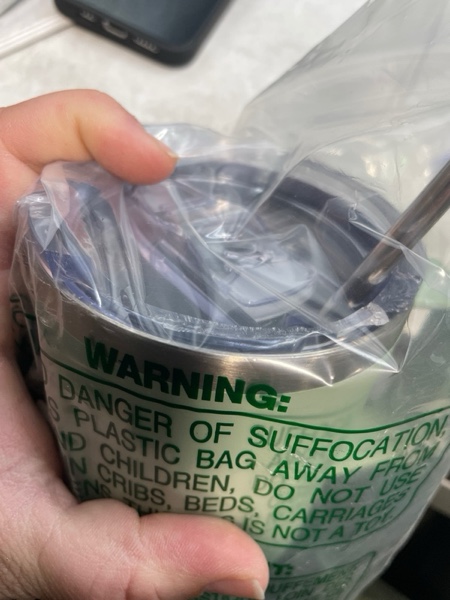 WARNING:
DANGER OF SUFFOCATION,
PLASTIC BAG AWAY FROM
CHILDREN, DO NOT USE
CRIBS, BEDS, CARRIAGES
IS NOT A TOY